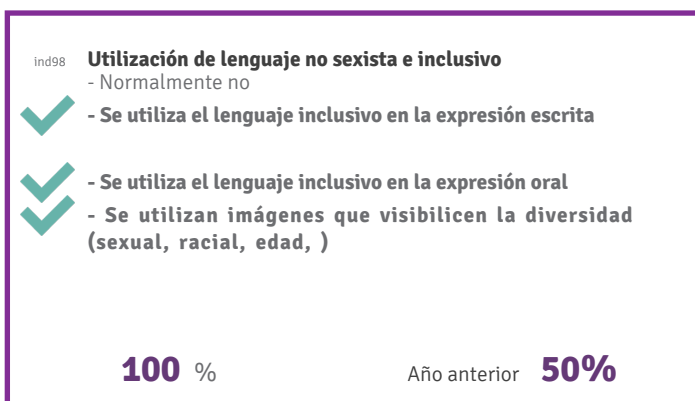 ind98 Utilización de lenguaje no sexista e inclusivo
- Normalmente no
- Se utiliza el lenguaje inclusivo en la expresión escrita
- Se utiliza el lenguaje inclusivo en la expresión oral
- Se utilizan imágenes que visibilicen la diversidad
(sexual, racial, edad, )
100 % Año anterior 50%